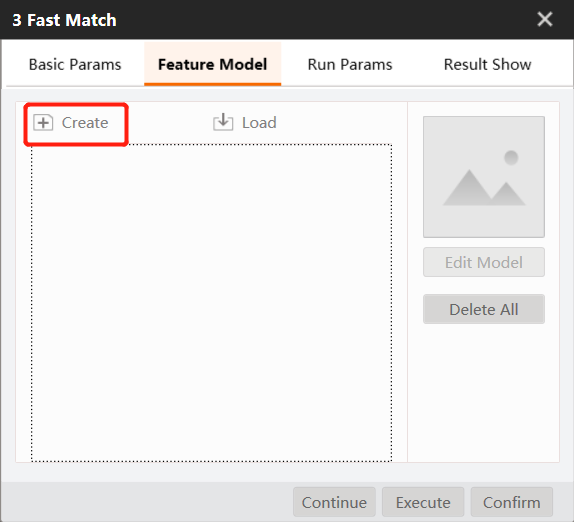 3 Fast Match
Basic Params Feature Model Run Params Result Show
Create Load
Edit Model
Delete All
Continue Execute Confirm